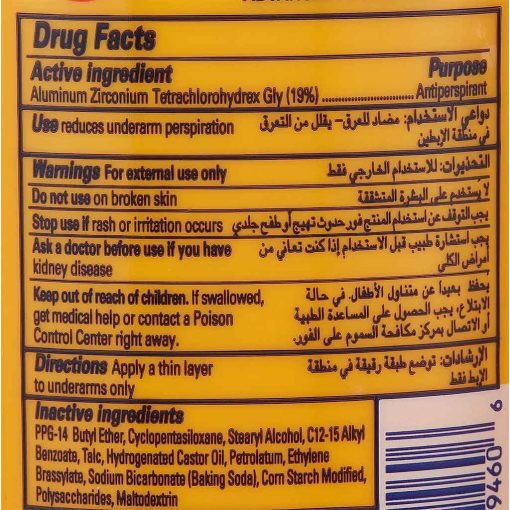 Drug Facts
Active ingredient Purpose
Aluminum Zirconium Tetrachlorohydrex Gly (19%) ........................ Antiperspirant
Use reduces underarm perspiration
دواعي الاستخدام: مضاد للعرق– يقلل من التعرق
في منطقة الإبطين
Warnings For external use only
التحذيرات: للاستخدام الخارجي فقط
Do not use on broken skin
لا يستخدم على البشرة المتشققة
Stop use if rash or irritation occurs
يجب التوقف عن استخدام المنتج فور حدوث تهيج أو طفح جلدي
Ask a doctor before use if you have
kidney disease
يجب استشارة طبيب قبل الاستخدام إذا كنت تعاني من
أمراض الكلى
Keep out of reach of children. If swallowed,
get medical help or contact a Poison
Control Center right away.
يحفظ بعيداً عن متناول الأطفال. في حالة
الابتلاع، يجب الحصول على المساعدة الطبية
أو الاتصال بمركز مكافحة السموم على الفور.
Directions Apply a thin layer
to underarms only
الإرشادات: توضع طبقة رقيقة في منطقة
الإبط فقط
Inactive ingredients
PPG-14 Butyl Ether, Cyclopentasiloxane, Stearyl Alcohol, C12-15 Alkyl
Benzoate, Talc, Hydrogenated Castor Oil, Petrolatum, Ethylene
Brassylate, Sodium Bicarbonate (Baking Soda), Corn Starch Modified,
Polysaccharides, Maltodextrin
9460 6